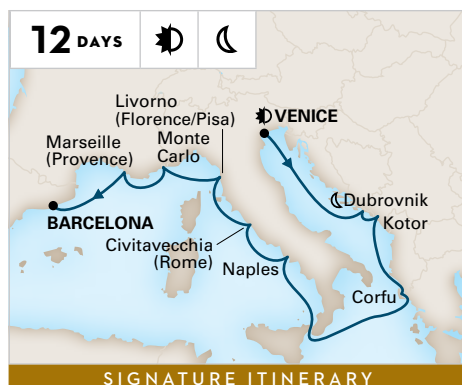 12 DAYS
Livorno
(Florence/Pisa)
VENICE
Marseille
(Provence)
Monte
Carlo
Dubrovnik
BARCELONA
Kotor
Civitavecchia
(Rome)
Naples
Corfu
SIGNATURE ITINERARY